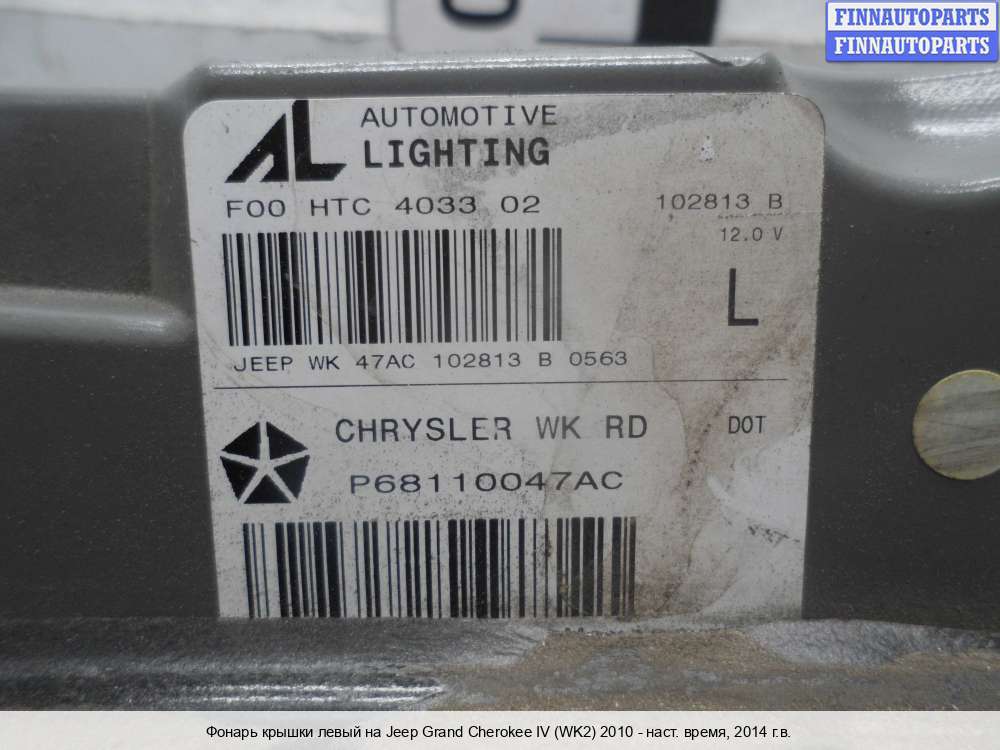 FINNAUTOPARTS
FINNAUTOPARTS
AL AUTOMOTIVE
LIGHTING
F00 HTC 4033 02 102813 B
12.0 V
L
JEEP WK 47AC 102813 B 0563
CHRYSLER WK RD DOT
P68110047AC
Фонарь крышки левый на Jeep Grand Cherokee IV (WK2) 2010 - наст. время, 2014 г.в.